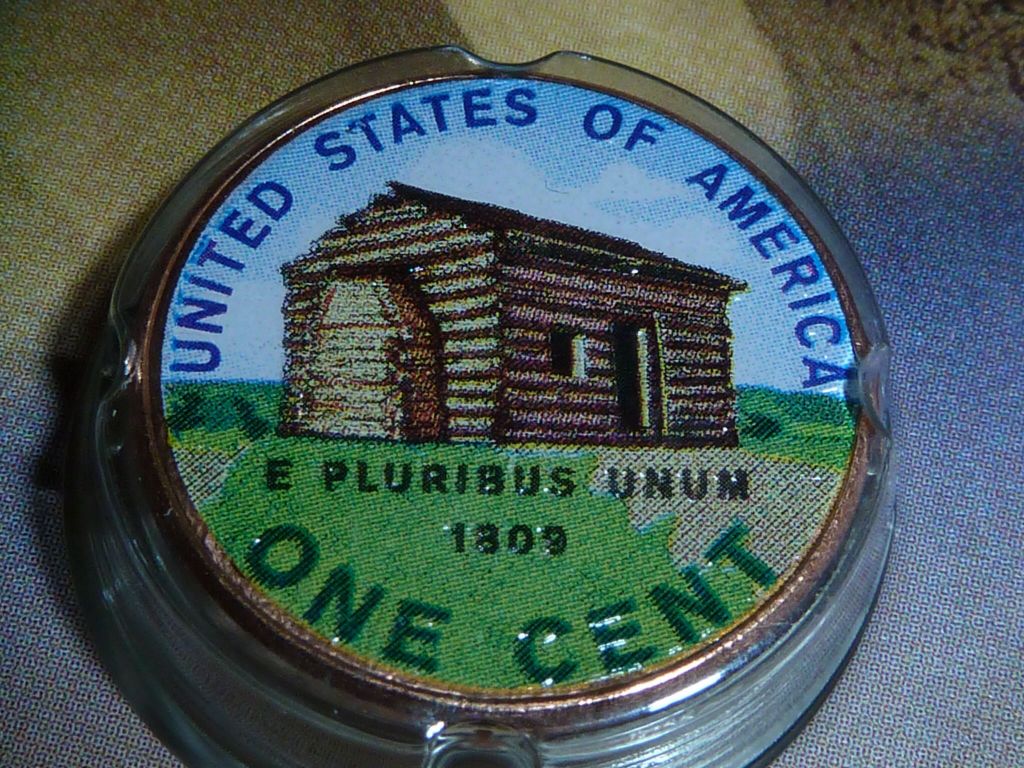 UNITED STATES OF AMERICA
E PLURIBUS UNUM
1809
ONE CENT